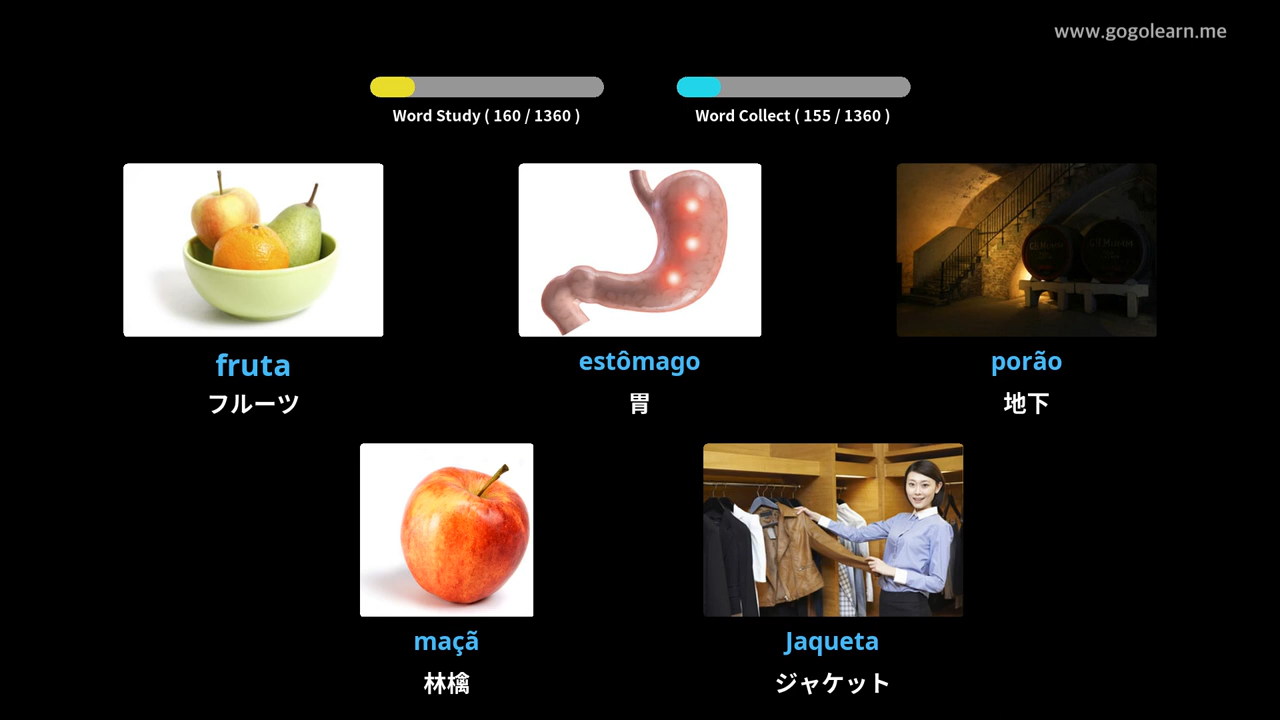 www.gogolearn.me
Word Study ( 160 / 1360 )
Word Collect ( 155 / 1360 )
fruta
フルーツ
estômago
胃
porão
地下
maçã
林檎
Jaqueta
ジャケット